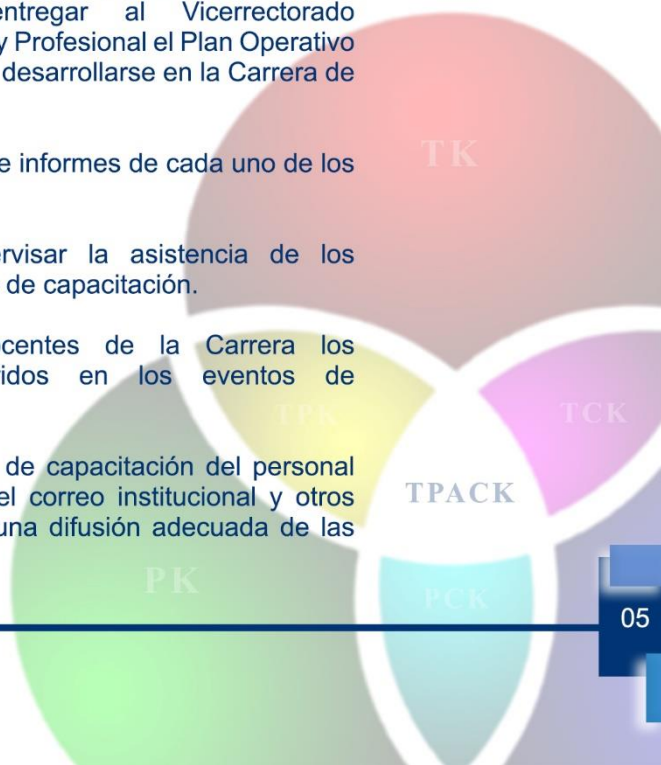 entregar al Vicerrectorado
y Profesional el Plan Operativo
desarrollarse en la Carrera de
e informes de cada uno de los
ervisar la asistencia de los
de capacitación.
centes de la Carrera los
idos en los eventos de
de capacitación del personal
el correo institucional y otros
una difusión adecuada de las
TK
TPK
TCK
TPACK
PK
PCK
05